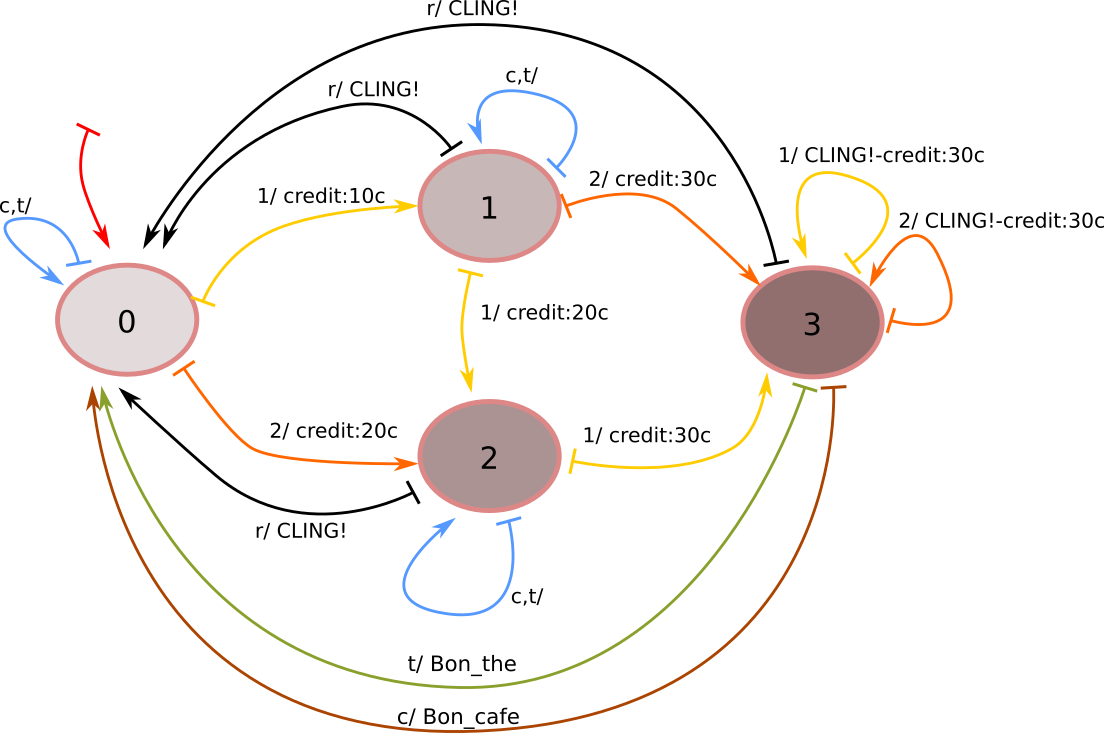 r/ CLING!
c,t/
r/ CLING!
1/ CLING!-credit:30c
2/ credit:30c
1/ credit:10c
c,t/
1
2/ CLING!-credit:30c
0
1/ credit:20c
3
2/ credit:20c
1/ credit:30c
2
r/ CLING!
c,t/
t/ Bon_the
c/ Bon_cafe